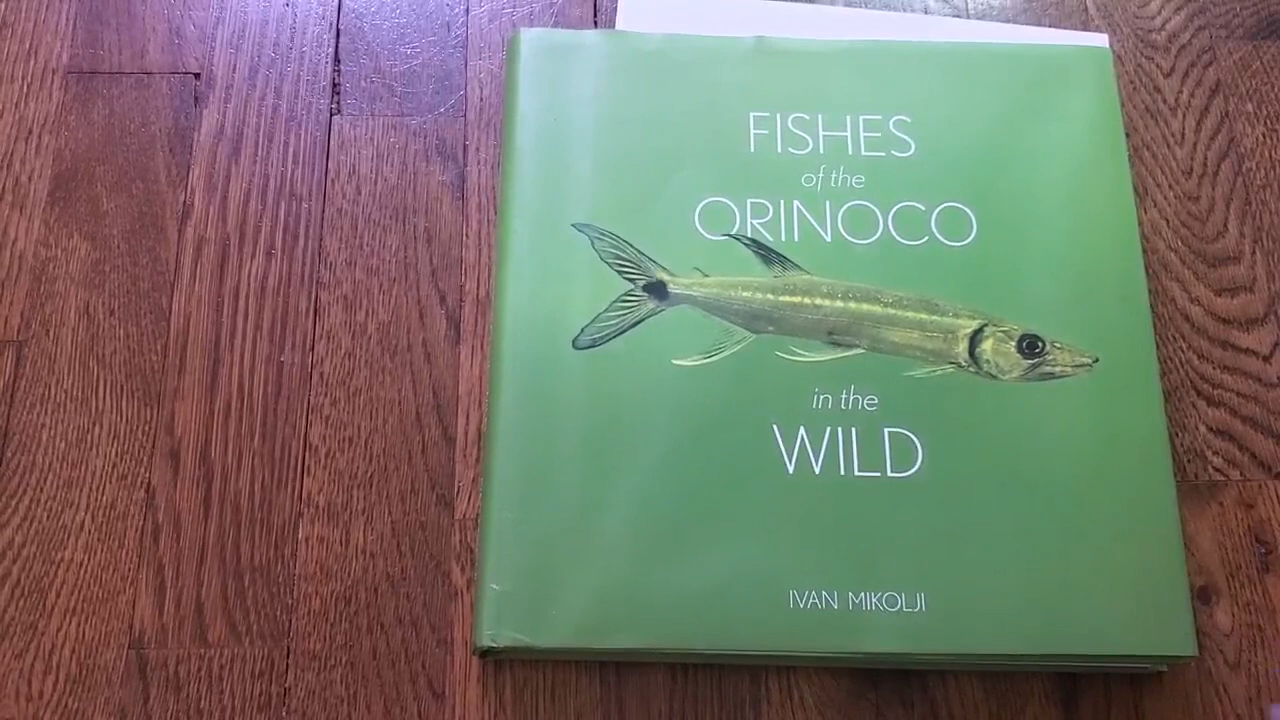 FISHES
of the
ORINOCO
in the
WILD
IVAN MIKOLJI